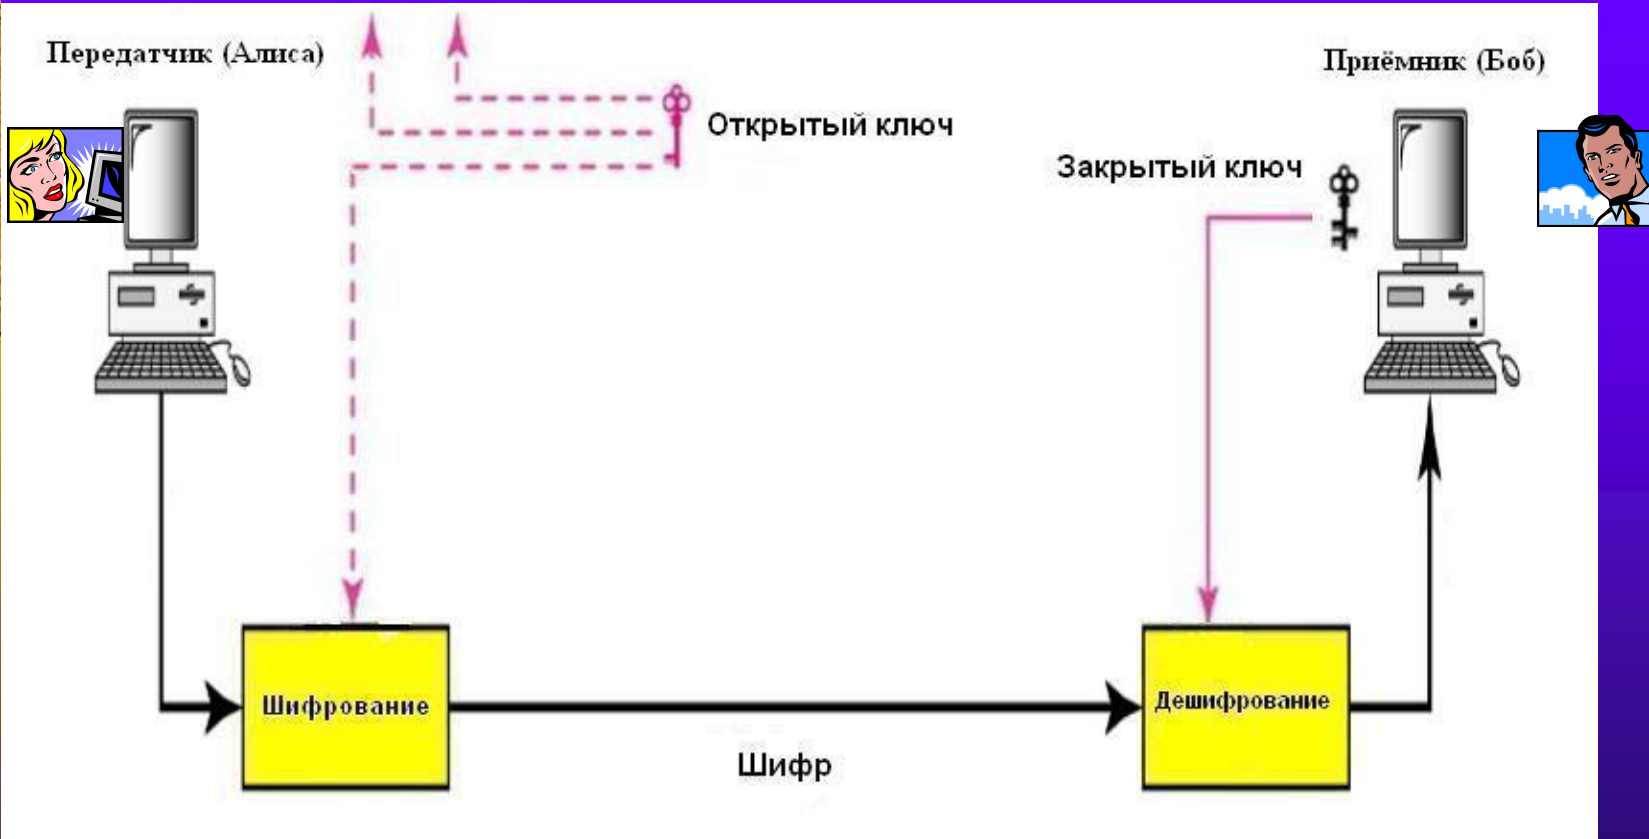 Передатчик (Алиса)
Приёмник (Боб)
Открытый ключ
Закрытый ключ
Шифрование
Дешифрование
Шифр